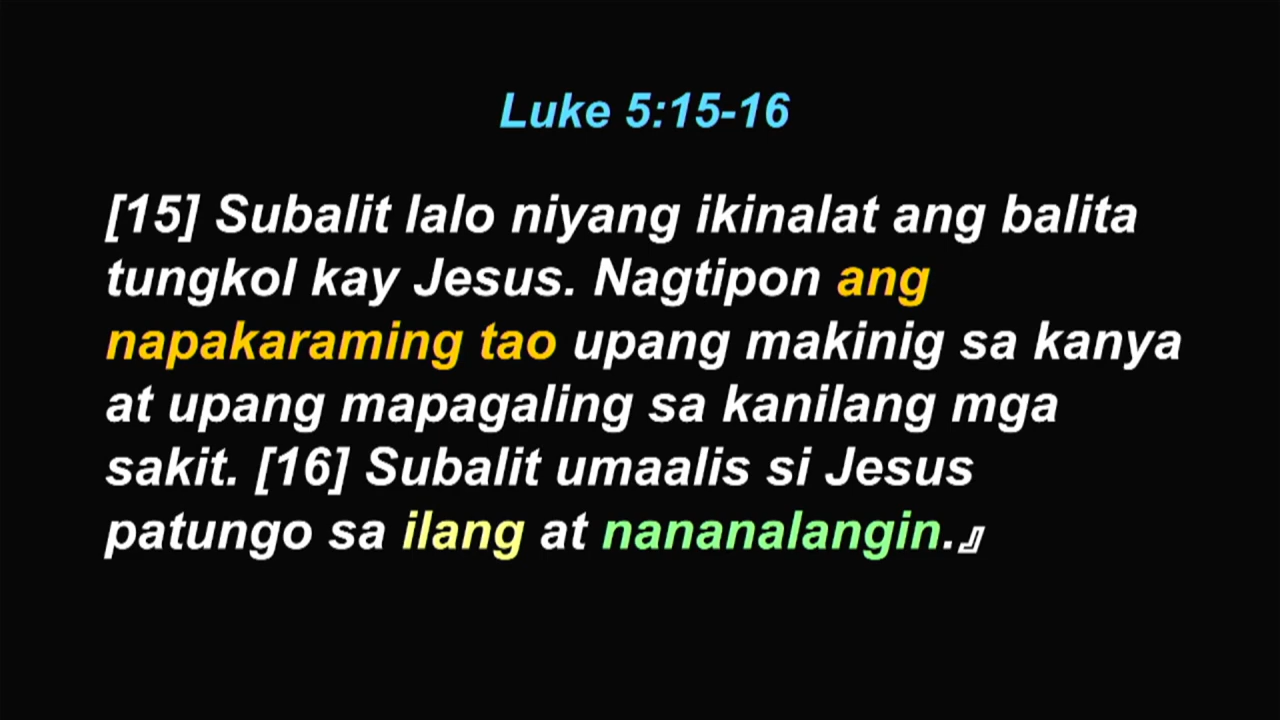 Luke 5:15-16
[15] Subalit lalo niyang ikinalat ang balita
tungkol kay Jesus. Nagtipon ang
napakaraming tao upang makinig sa kanya
at upang mapagaling sa kanilang mga
sakit. [16] Subalit umaalis si Jesus
patungo sa ilang at nananalangin.』